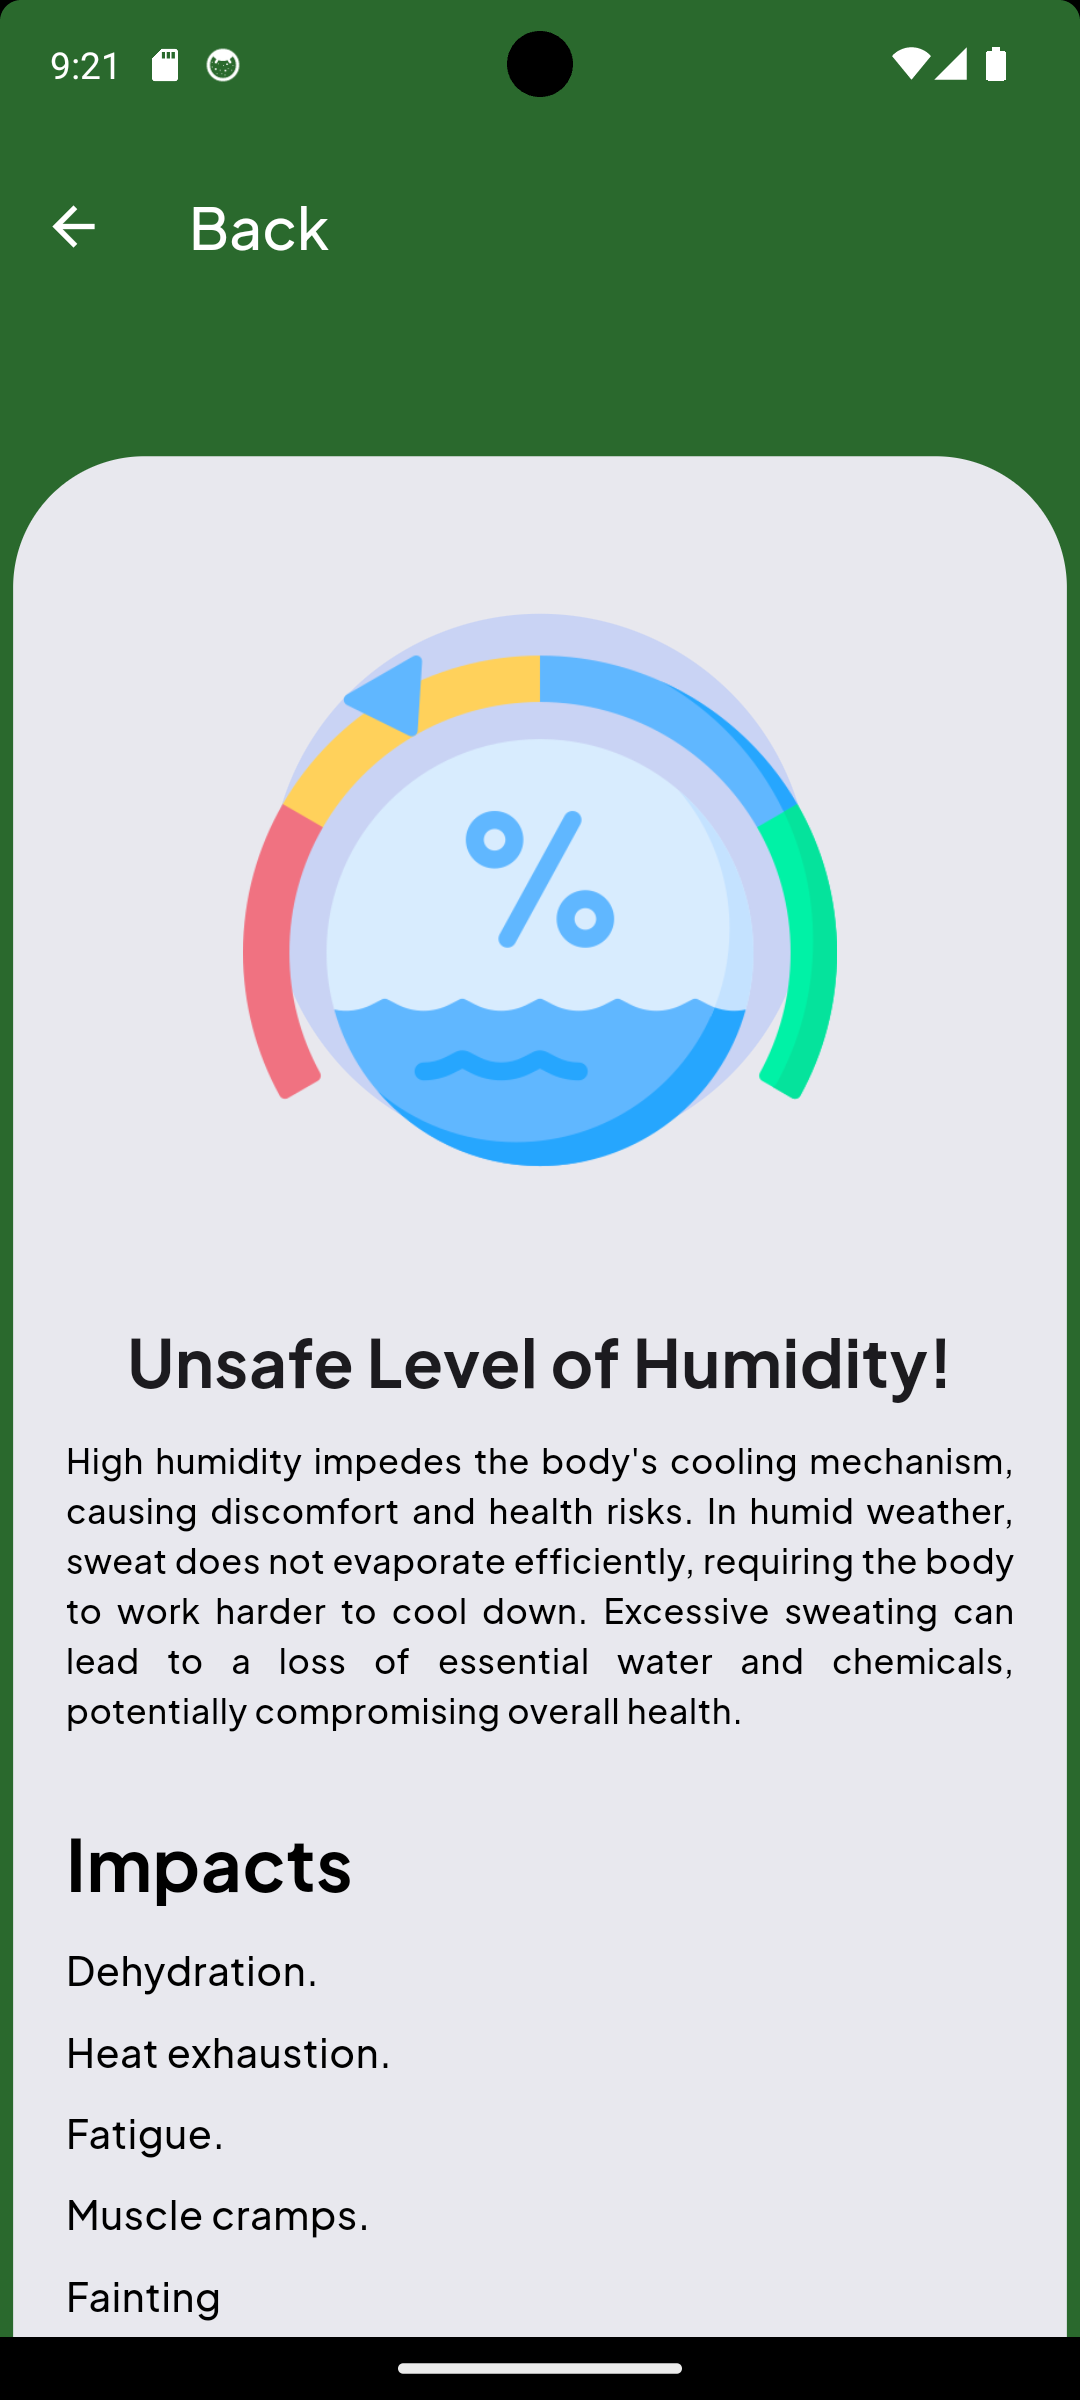 9:21
Back
%
Unsafe Level of Humidity!
High humidity impedes the body's cooling mechanism,
causing discomfort and health risks. In humid weather,
sweat does not evaporate efficiently, requiring the body
to work harder to cool down. Excessive sweating can
lead to a loss of essential water and chemicals,
potentially compromising overall health.
Impacts
Dehydration.
Heat exhaustion.
Fatigue.
Muscle cramps.
Fainting